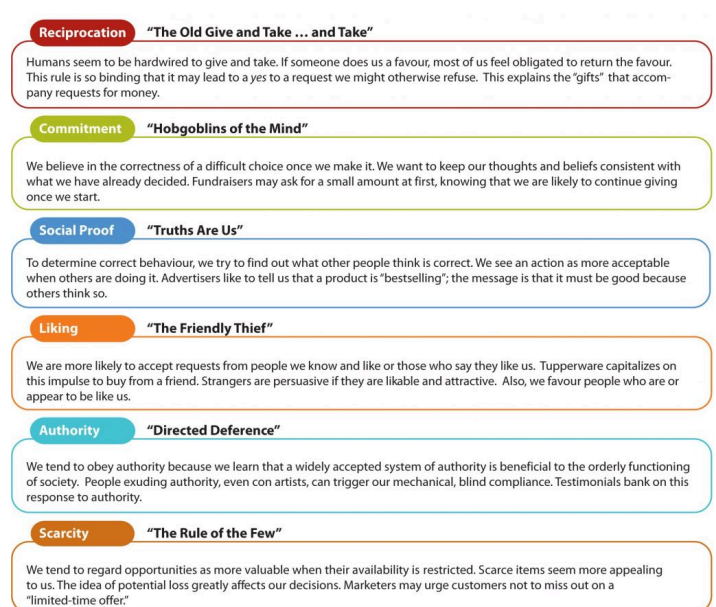 Reciprocation "The Old Give and Take ... and Take"
Humans seem to be hardwired to give and take. If someone does us a favour, most of us feel obligated to return the favour.
This rule is so binding that it may lead to a yes to a request we might otherwise refuse. This explains the "gifts" that accom-
pany requests for money.
Commitment "Hobgoblins of the Mind"
We believe in the correctness of a difficult choice once we make it. We want to keep our thoughts and beliefs consistent with
what we have already decided. Fundraisers may ask for a small amount at first, knowing that we are likely to continue giving
once we start.
Social Proof "Truths Are Us"
To determine correct behaviour, we try to find out what other people think is correct. We see an action as more acceptable
when others are doing it. Advertisers like to tell us that a product is "bestselling"; the message is that it must be good because
others think so.
Liking "The Friendly Thief"
We are more likely to accept requests from people we know and like or those who say they like us. Tupperware capitalizes on
this impulse to buy from a friend. Strangers are persuasive if they are likable and attractive. Also, we favour people who are or
appear to be like us.
Authority "Directed Deference"
We tend to obey authority because we learn that a widely accepted system of authority is beneficial to the orderly functioning
of society. People exuding authority, even con artists, can trigger our mechanical, blind compliance. Testimonials bank on this
response to authority.
Scarcity "The Rule of the Few"
We tend to regard opportunities as more valuable when their availability is restricted. Scarce items seem more appealing
to us. The idea of potential loss greatly affects our decisions. Marketers may urge customers not to miss out on a
"limited-time offer."